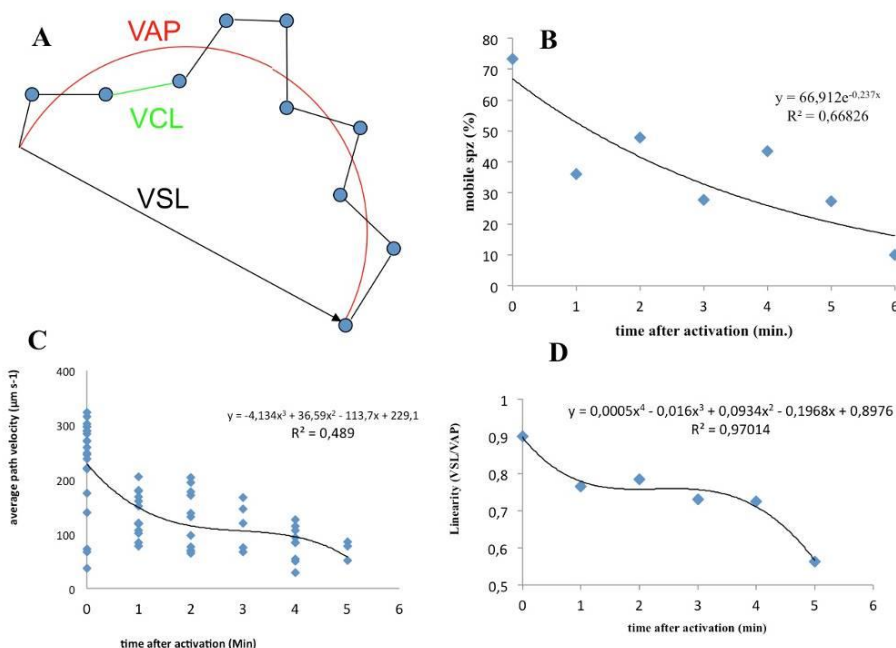 A
VAP
VCL
VSL
B
mobile spz (%)
80
70
60
50
40
30
20
10
0
y = 66,912e^-0,237x
R² = 0,66826
0 1 2 3 4 5 6
time after activation (min.)
C
average path velocity (µm s-1)
400
300
200
100
0
y = -4,134x³ + 36,59x² - 113,7x + 229,1
R² = 0,489
0 1 2 3 4 5 6
time after activation (Min)
D
Linearity (VSL/VAP)
1
0,9
0,8
0,7
0,6
0,5
y = 0,0005x⁴ - 0,016x³ + 0,0934x² - 0,1968x + 0,8976
R² = 0,97014
0 1 2 3 4 5 6
time after activation (min)